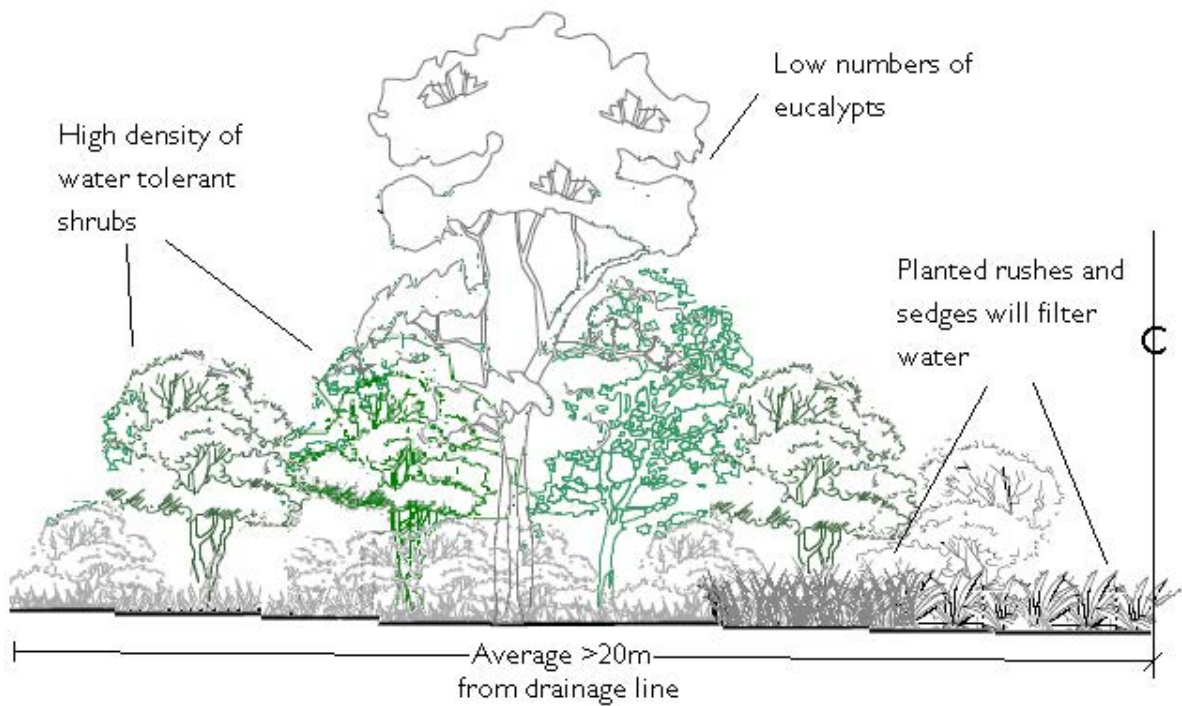 Low numbers of
eucalypts
High density of
water tolerant
shrubs
Planted rushes and
sedges will filter
water
C
Average >20m
from drainage line